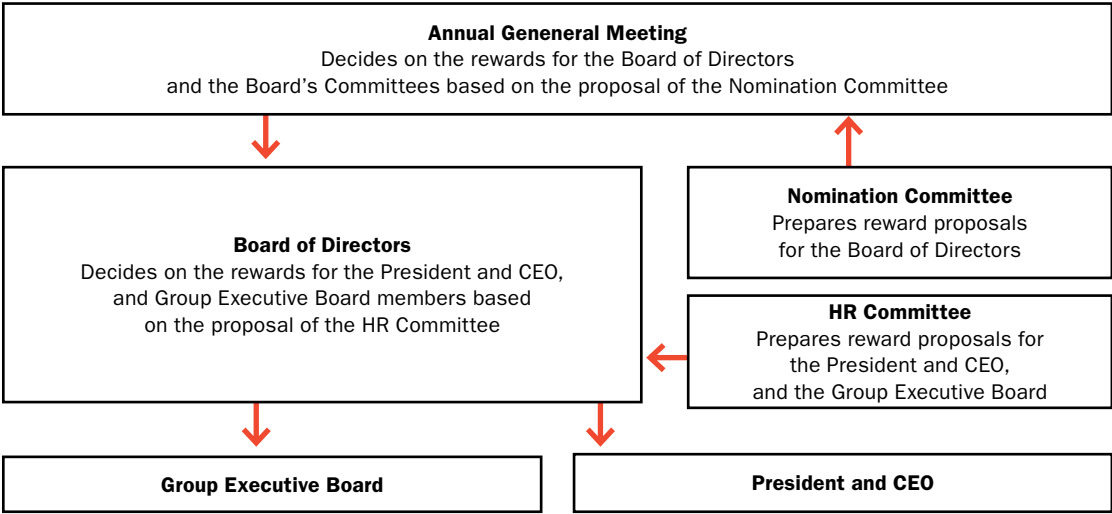 Annual Geneneral Meeting
Decides on the rewards for the Board of Directors
and the Board’s Committees based on the proposal of the Nomination Committee
Board of Directors
Decides on the rewards for the President and CEO,
and Group Executive Board members based
on the proposal of the HR Committee
Nomination Committee
Prepares reward proposals
for the Board of Directors
HR Committee
Prepares reward proposals for
the President and CEO,
and the Group Executive Board
Group Executive Board
President and CEO